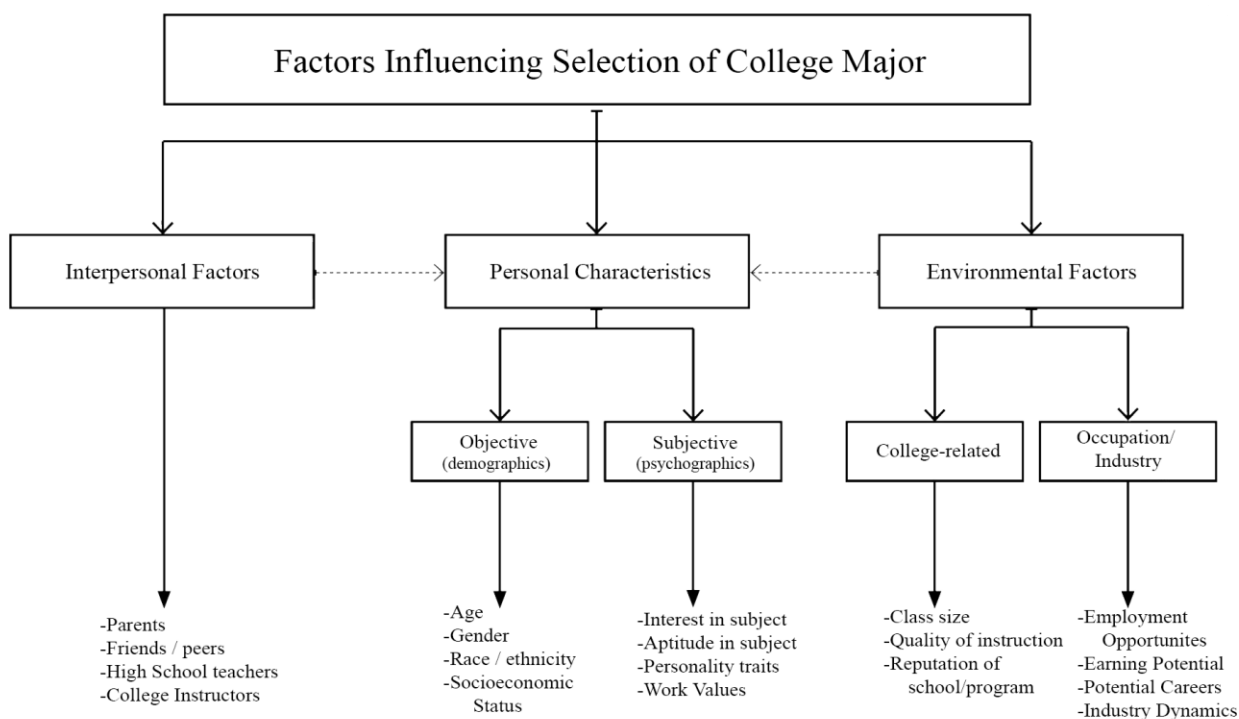 Factors Influencing Selection of College Major
Interpersonal Factors
Personal Characteristics
Environmental Factors
Objective
(demographics)
Subjective
(psychographics)
College-related
Occupation/
Industry
-Parents
-Friends / peers
-High School teachers
-College Instructors
-Age
-Gender
-Race / ethnicity
-Socioeconomic
Status
-Interest in subject
-Aptitude in subject
-Personality traits
-Work Values
-Class size
-Quality of instruction
-Reputation of
school/program
-Employment
Opportunites
-Earning Potential
-Potential Careers
-Industry Dynamics